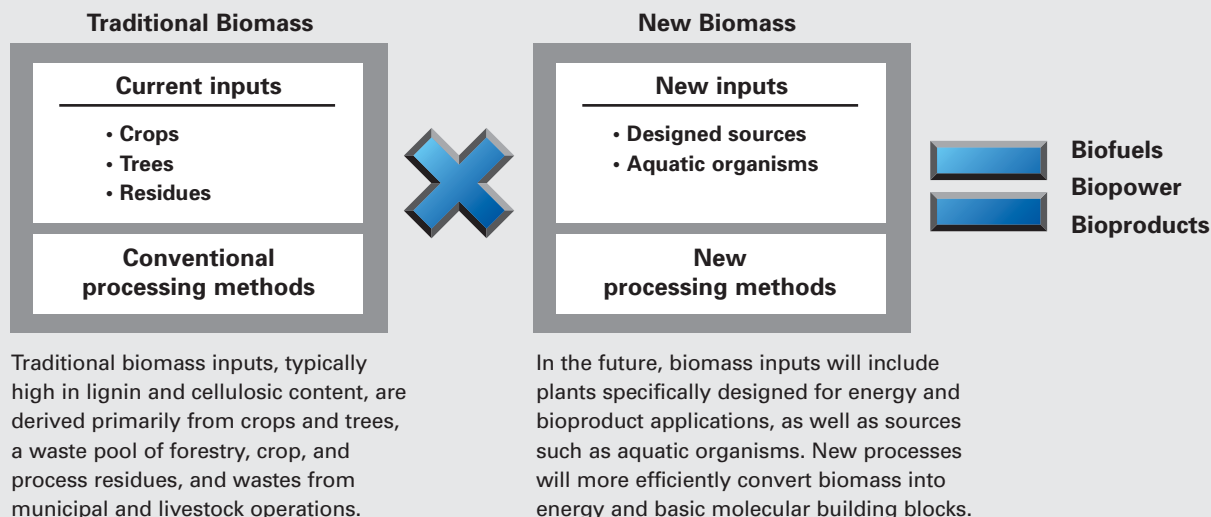 Traditional Biomass
Current inputs
• Crops
• Trees
• Residues
Conventional
processing methods
Traditional biomass inputs, typically
high in lignin and cellulosic content, are
derived primarily from crops and trees,
a waste pool of forestry, crop, and
process residues, and wastes from
municipal and livestock operations.
New Biomass
New inputs
• Designed sources
• Aquatic organisms
New
processing methods
In the future, biomass inputs will include
plants specifically designed for energy and
bioproduct applications, as well as sources
such as aquatic organisms. New processes
will more efficiently convert biomass into
energy and basic molecular building blocks.
Biofuels
Biopower
Bioproducts